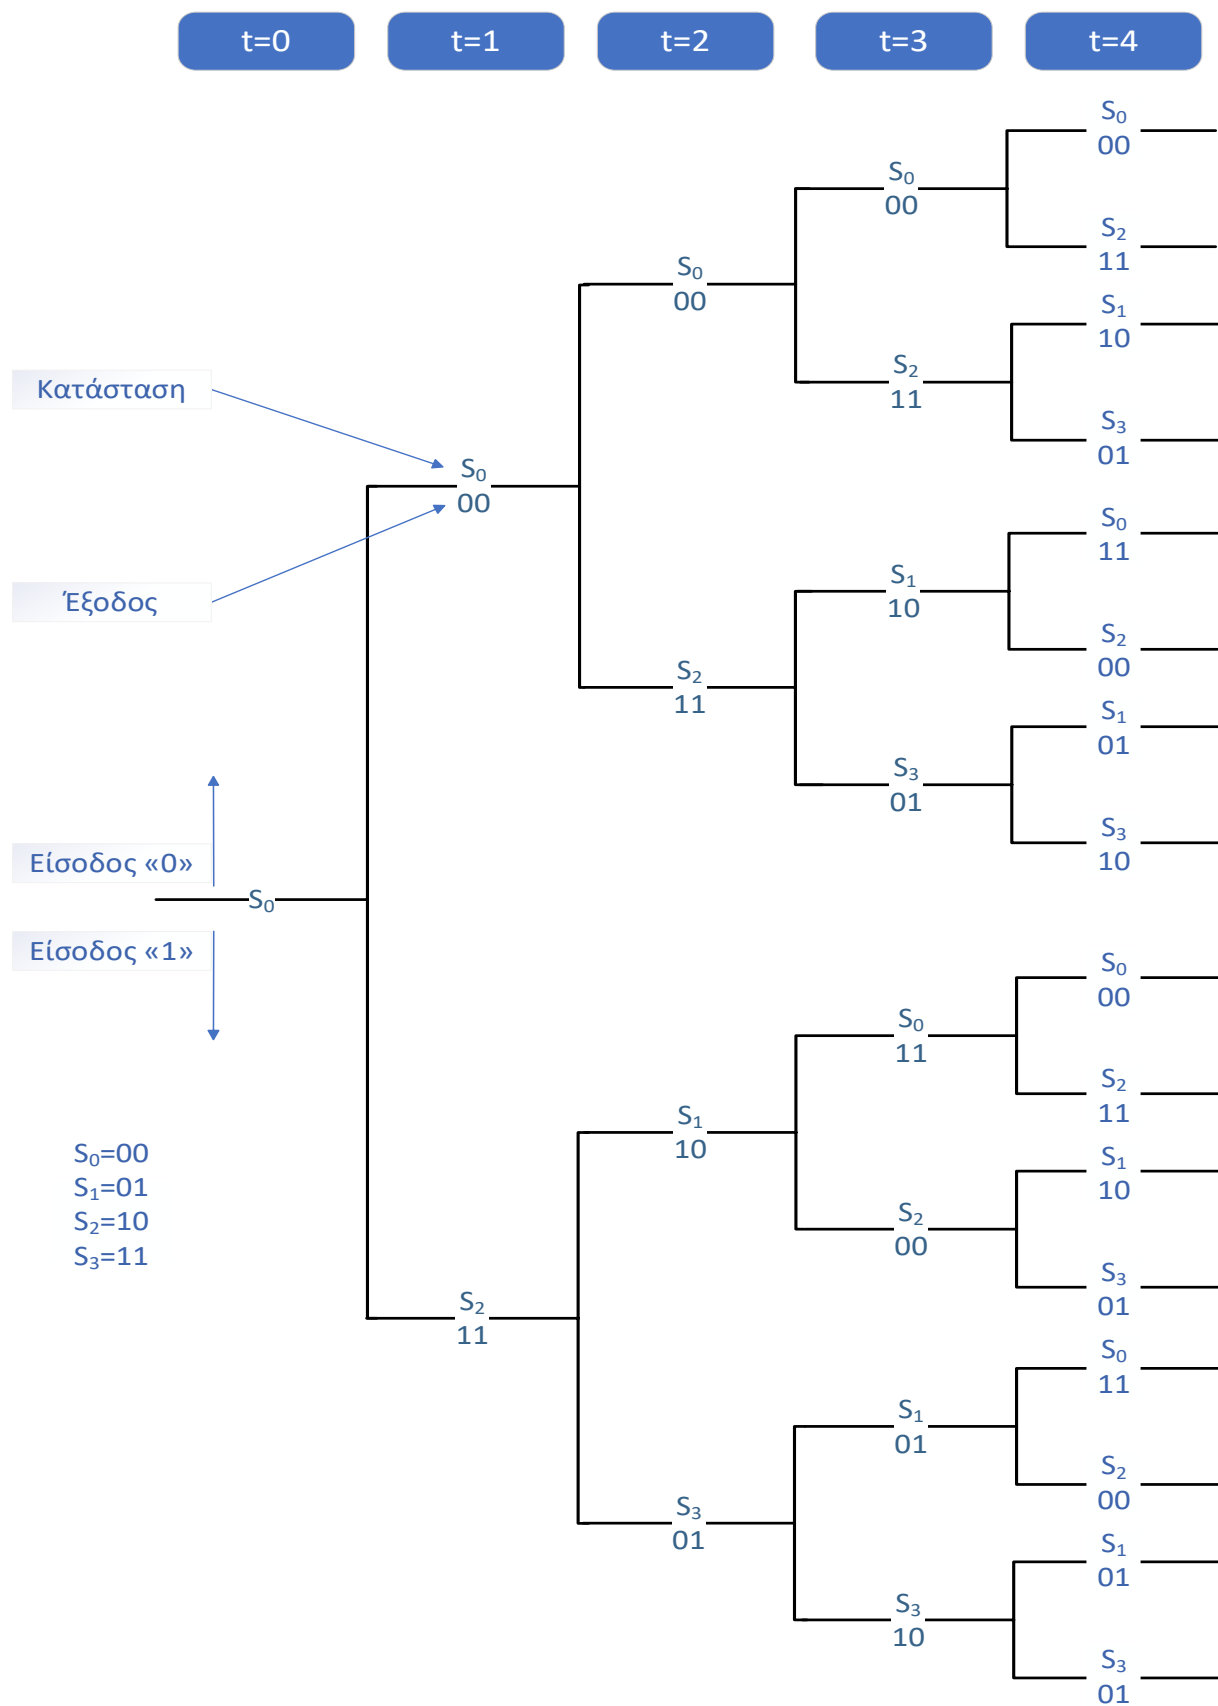 t=0 t=1 t=2 t=3 t=4
S₀
00
S₀
00
S₂
11
S₀
00
S₁
10
S₂
11
Κατάσταση
S₃
01
S₀
00
S₀
11
S₁
10
Έξοδος
S₂
00
S₂
11
S₁
01
S₃
01
S₃
10
Είσοδος «0»
S₀
Είσοδος «1»
S₀
00
S₀
11
S₂
11
S₁
10
S₀=00
S₁=01
S₂=10
S₃=11
S₁
10
S₂
00
S₃
01
S₂
11
S₀
11
S₁
01
S₂
00
S₃
01
S₁
01
S₃
10
S₃
01